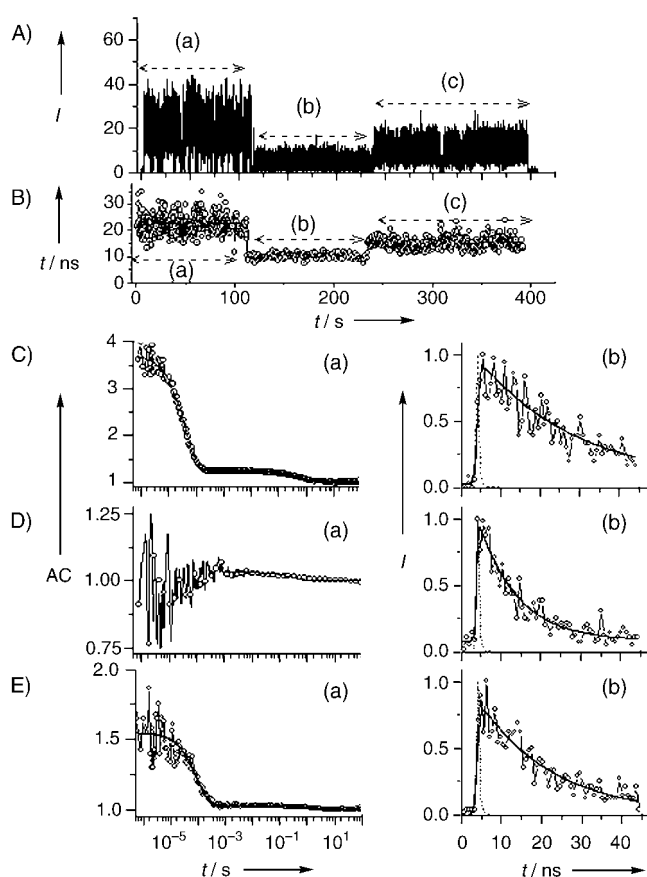 A)
60
40
20
0
I
(a)
(b)
(c)
B)
30
20
10
0
t / ns
(a)
(b)
(c)
0 100 200 300 400
t / s
C)
4
3
2
1
(a)
1.0
0.5
0.0
(b)
D)
1.25
1.00
0.75
AC
(a)
I
1.0
0.5
0.0
(b)
E)
2.0
1.5
1.0
(a)
10⁻⁵ 10⁻³ 10⁻¹ 10¹
t / s
1.0
0.5
0.0
(b)
0 10 20 30 40
t / ns